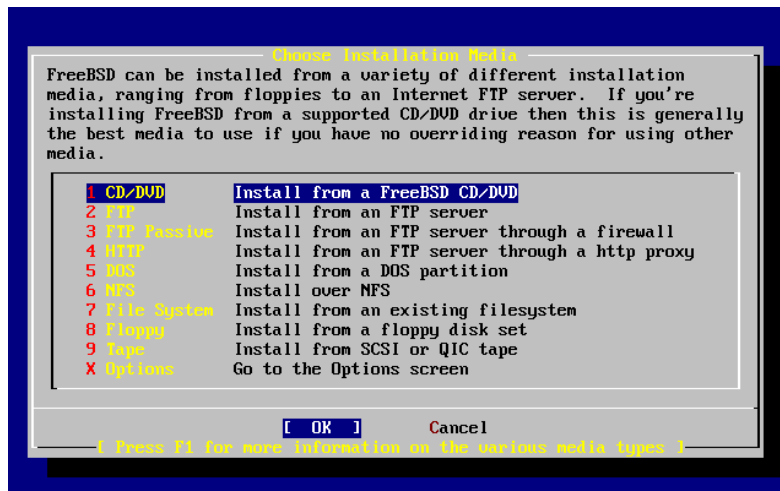 Choose Installation Media
FreeBSD can be installed from a variety of different installation
media, ranging from floppies to an Internet FTP server.  If you're
installing FreeBSD from a supported CD/DVD drive then this is generally
the best media to use if you have no overriding reason for using other
media.
1 CD/DVD Install from a FreeBSD CD/DVD
2 FTP Install from an FTP server
3 FTP Passive Install from an FTP server through a firewall
4 HTTP Install from an FTP server through a http proxy
5 DOS Install from a DOS partition
6 NFS Install over NFS
7 File System Install from an existing filesystem
8 Floppy Install from a floppy disk set
9 Tape Install from SCSI or QIC tape
X Options Go to the Options screen
[ OK ] Cancel
[ Press F1 for more information on the various media types ]